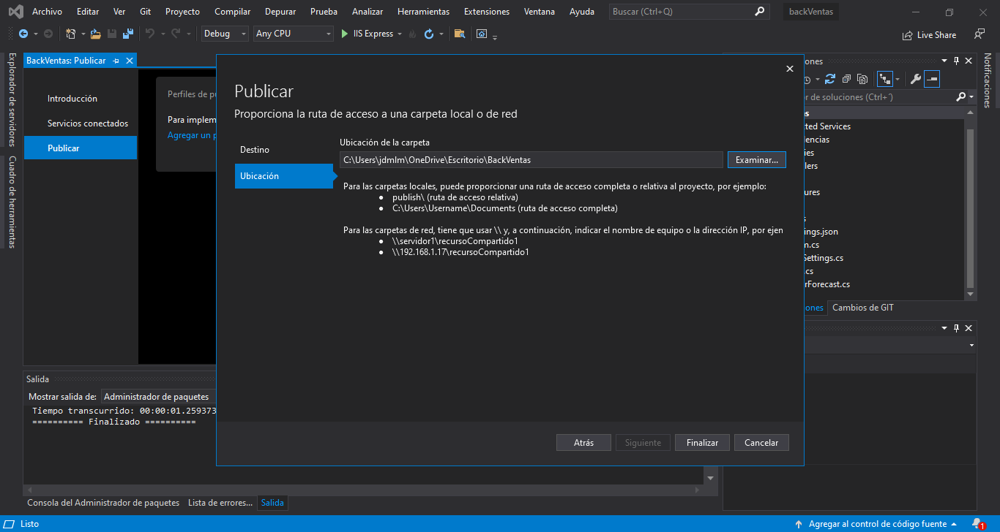 Archivo Editar Ver Git Proyecto Compilar Depurar Prueba Analizar Herramientas Extensiones Ventana Ayuda Buscar (Ctrl+Q) backVentas
Debug Any CPU IIS Express Live Share
Explorador de servidores
Cuadro de herramientas
BackVentas: Publicar
Introducción
Servicios conectados
Publicar
Perfiles de pu
Para implem
Agregar un p
Publicar
Proporciona la ruta de acceso a una carpeta local o de red
Destino
Ubicación
Ubicación de la carpeta
C:\Users\jdmlm\OneDrive\Escritorio\BackVentas Examinar...
Para las carpetas locales, puede proporcionar una ruta de acceso completa o relativa al proyecto, por ejemplo:
• publish\ (ruta de acceso relativa)
• C:\Users\Username\Documents (ruta de acceso completa)
Para las carpetas de red, tiene que usar \\ y, a continuación, indicar el nombre de equipo o la dirección IP, por ejen
• \\servidor1\recursoCompartido1
• \\192.168.1.17\recursoCompartido1
Atrás Siguiente Finalizar Cancelar
ones
r de soluciones (Ctrl+´)
s
ted Services
encias
ies
lers
ures
s
ings.json
n.cs
Settings.cs
.cs
rForecast.cs
ones Cambios de GIT
Notificaciones
Salida
Mostrar salida de: Administrador de paquetes
Tiempo transcurrido: 00:00:01.259373
========== Finalizado ==========
Consola del Administrador de paquetes Lista de errores... Salida
Listo Agregar al control de código fuente 1